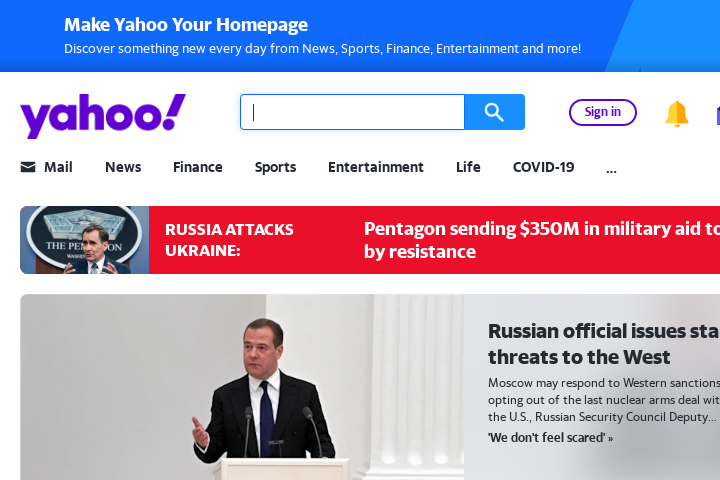 Make Yahoo Your Homepage
Discover something new every day from News, Sports, Finance, Entertainment and more!
yahoo!
Sign in
Mail
News
Finance
Sports
Entertainment
Life
COVID-19
...
THE PENTAGON
RUSSIA ATTACKS
UKRAINE:
Pentagon sending $350M in military aid to
by resistance
Russian official issues sta
threats to the West
Moscow may respond to Western sanctions
opting out of the last nuclear arms deal wit
the U.S., Russian Security Council Deputy...
'We don't feel scared' »